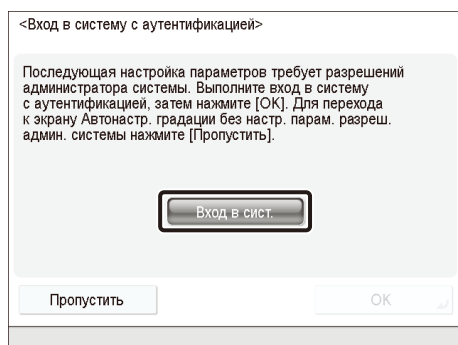 <Вход в систему с аутентификацией>
Последующая настройка параметров требует разрешений
администратора системы. Выполните вход в систему
с аутентификацией, затем нажмите [OK]. Для перехода
к экрану Автонастр. градации без настр. парам. разреш.
админ. системы нажмите [Пропустить].
Вход в сист.
Пропустить
OK